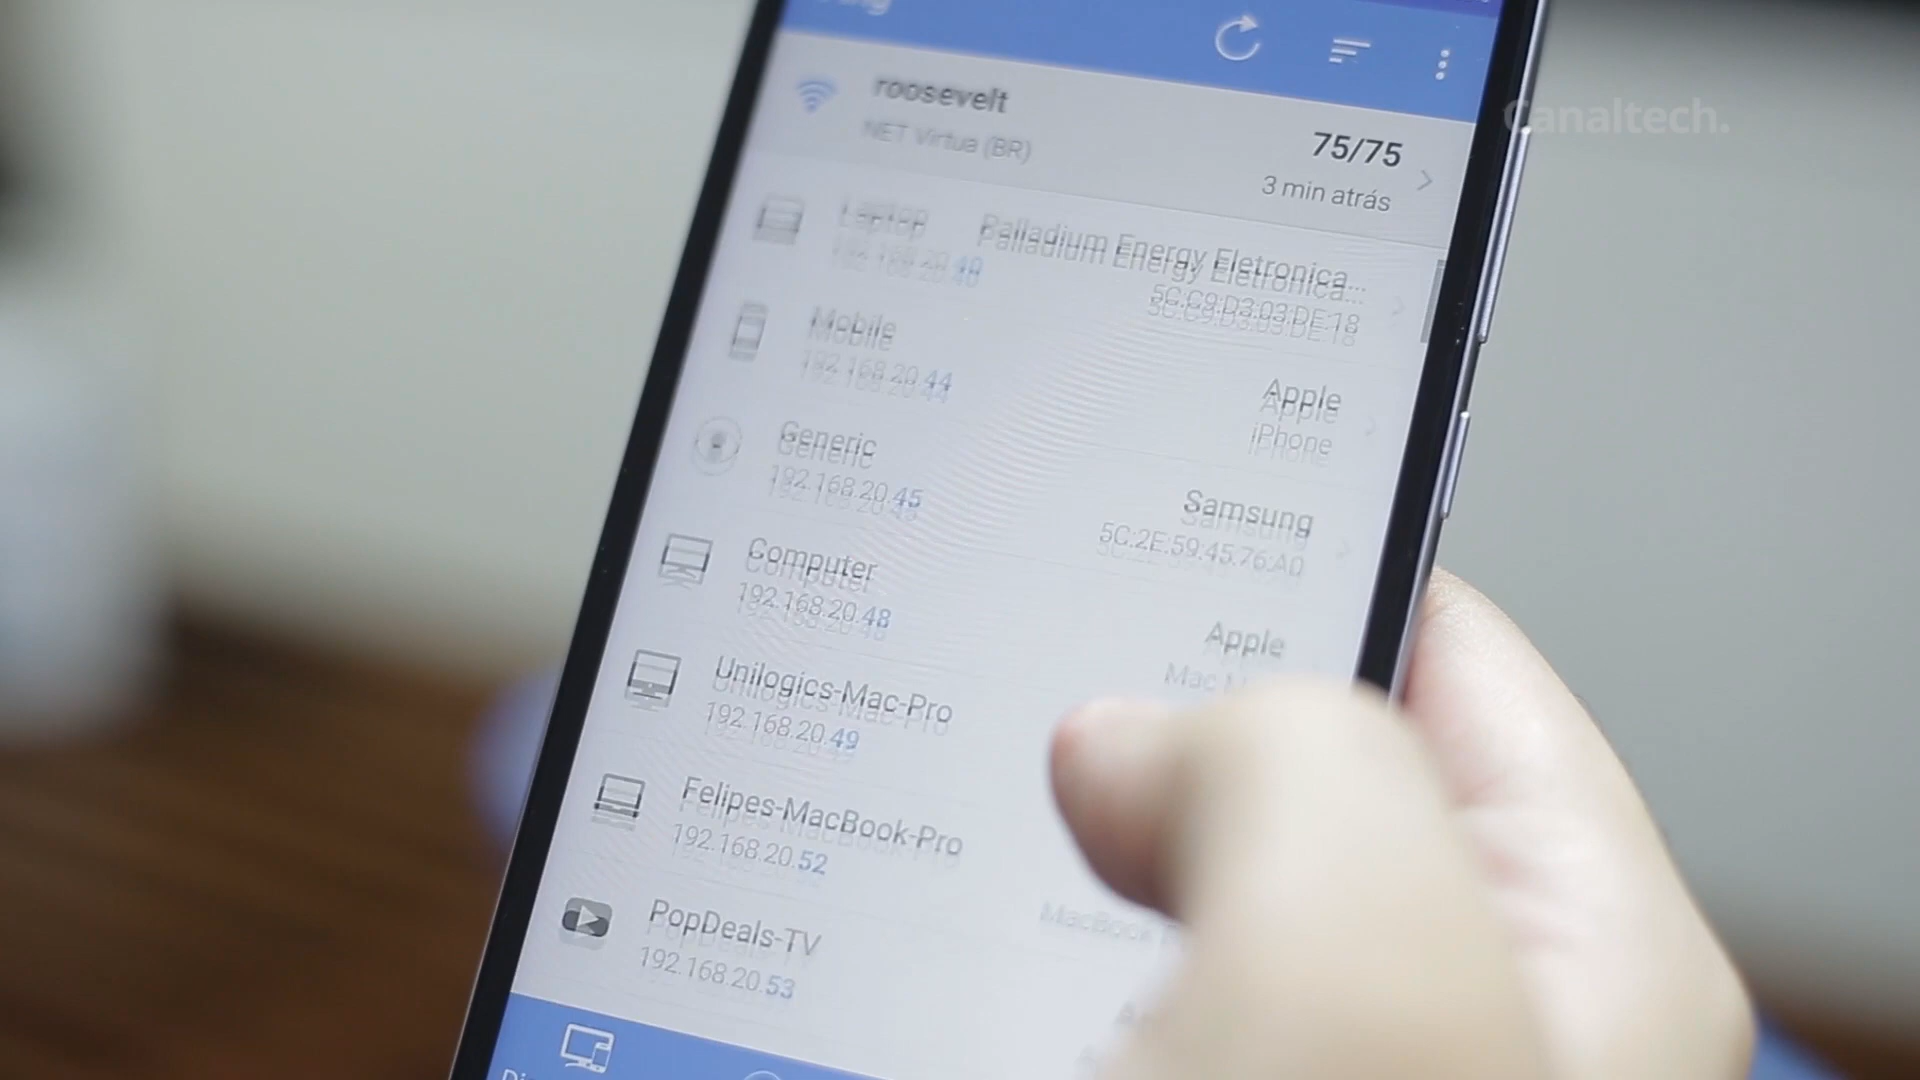 roosevelt
NET Virtua (BR)
75/75
3 min atrás
Canaltech.
Laptop
Palladium Energy Eletronica...
5C:C9:D3:03:DE:18
Mobile
192.168.20.44
Apple
iPhone
Generic
192.168.20.45
Samsung
5C:2E:59:45:76:A0
Computer
192.168.20.48
Apple
Mac
Unilogics-Mac-Pro
192.168.20.49
Felipes-MacBook-Pro
192.168.20.52
MacBook
PopDeals-TV
192.168.20.53